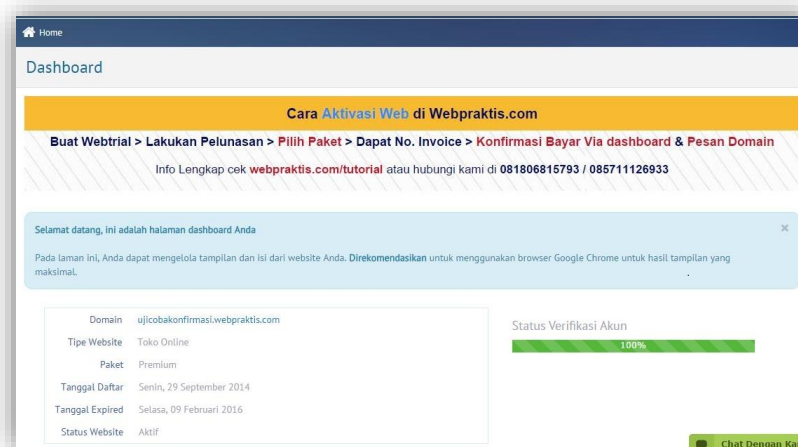 Home
Dashboard
Cara Aktivasi Web di Webpraktis.com
Buat Webtrial > Lakukan Pelunasan > Pilih Paket > Dapat No. Invoice > Konfirmasi Bayar Via dashboard & Pesan Domain
Info Lengkap cek webpraktis.com/tutorial atau hubungi kami di 081806815793 / 085711126933
Selamat datang, ini adalah halaman dashboard Anda
×
Pada laman ini, Anda dapat mengelola tampilan dan isi dari website Anda. Direkomendasikan untuk menggunakan browser Google Chrome untuk hasil tampilan yang
maksimal.
Domain ujicobakonfirmasi.webpraktis.com
Tipe Website Toko Online
Paket Premium
Tanggal Daftar Senin, 29 September 2014
Tanggal Expired Selasa, 09 Februari 2016
Status Website Aktif
Status Verifikasi Akun
100%
Chat Dengan Ka